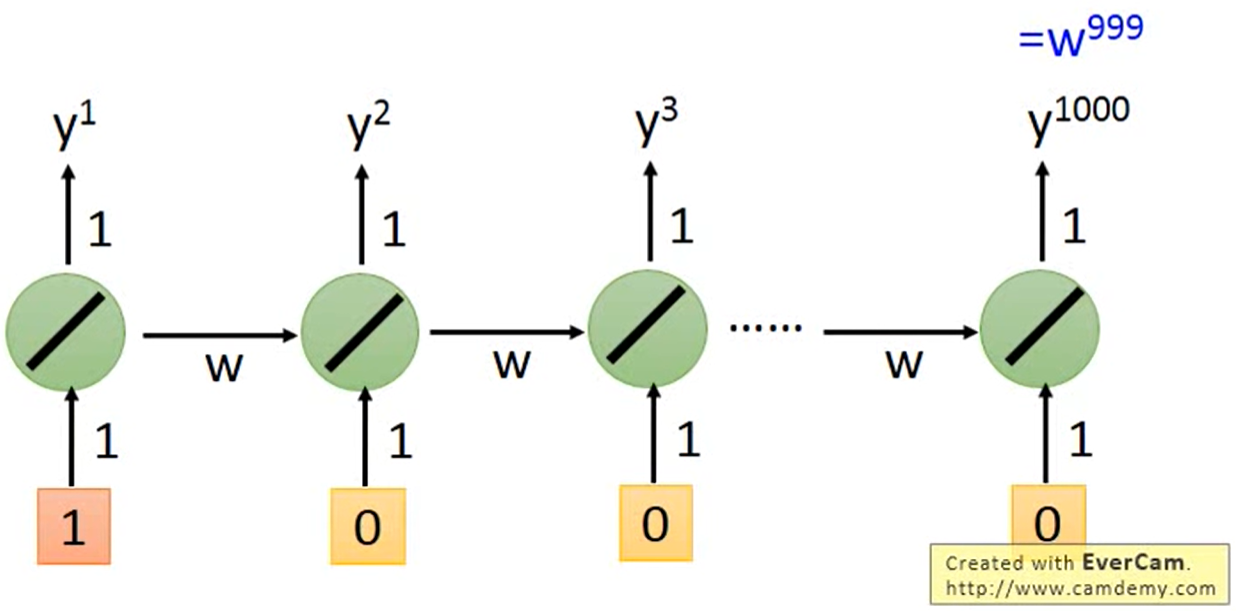 =w⁹⁹⁹
y¹ y² y³ y¹⁰⁰⁰
1 1 1 1
...... 
w w w
1 1 1 1
1 0 0 0
Created with EverCam.
http://www.camdemy.com